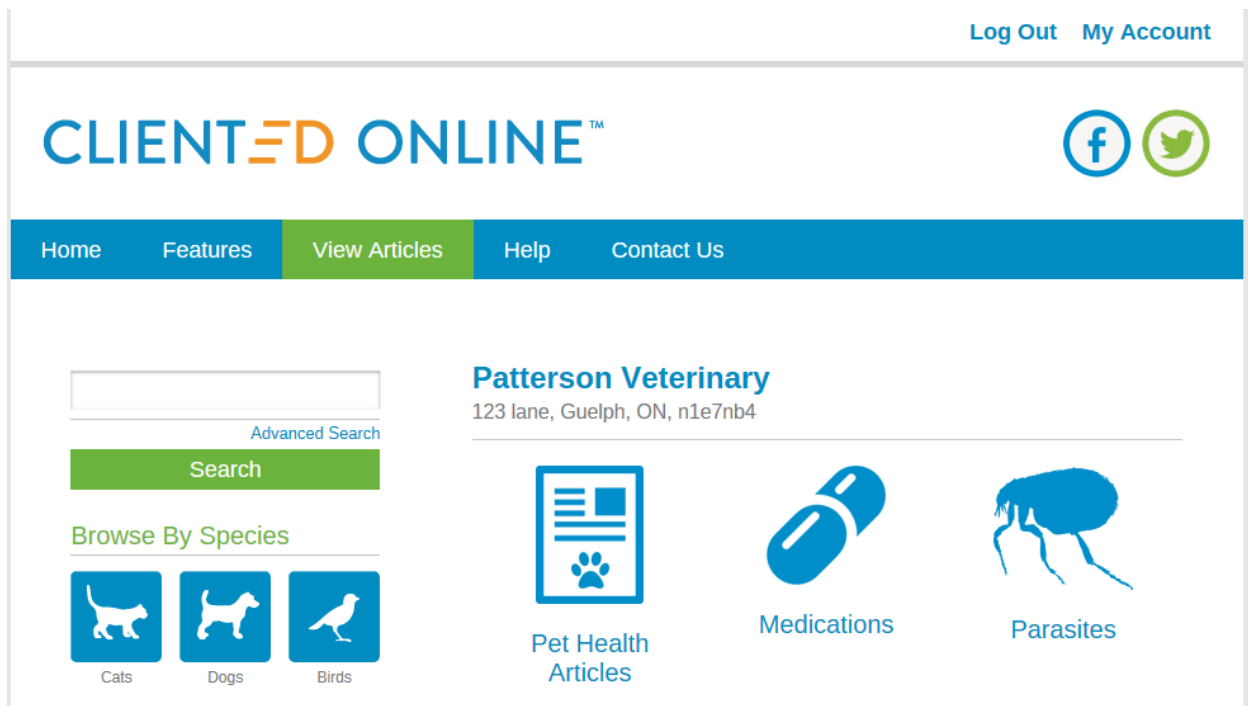 Log Out My Account
CLIENTED ONLINE™
Home Features View Articles Help Contact Us
Advanced Search
Search
Browse By Species
Cats Dogs Birds
Patterson Veterinary
123 lane, Guelph, ON, n1e7nb4
Pet Health
Articles
Medications
Parasites